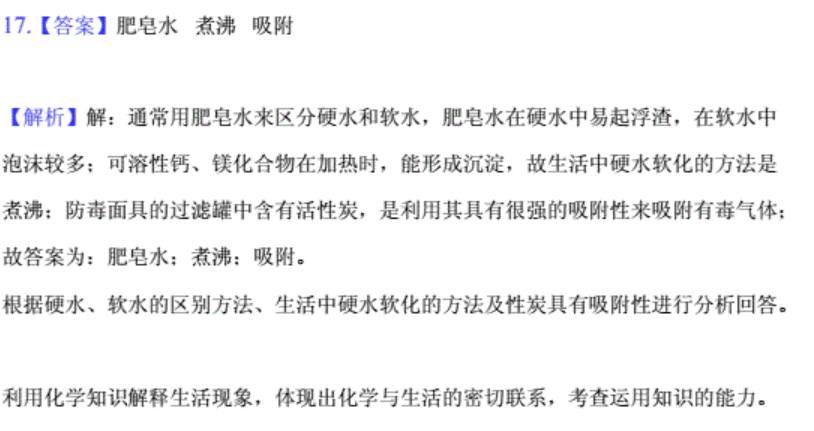 17.【答案】肥皂水 煮沸 吸附
【解析】解：通常用肥皂水来区分硬水和软水，肥皂水在硬水中易起浮渣，在软水中
泡沫较多；可溶性钙、镁化合物在加热时，能形成沉淀，故生活中硬水软化的方法是
煮沸；防毒面具的过滤罐中含有活性炭，是利用其具有很强的吸附性来吸附有毒气体；
故答案为：肥皂水；煮沸；吸附。
根据硬水、软水的区别方法、生活中硬水软化的方法及性炭具有吸附性进行分析回答。
利用化学知识解释生活现象，体现出化学与生活的密切联系，考查运用知识的能力。